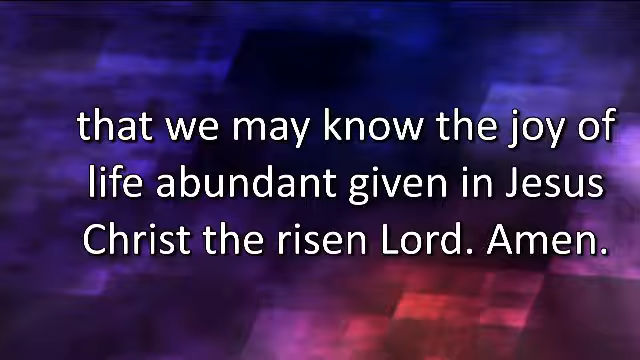 that we may know the joy of
life abundant given in Jesus
Christ the risen Lord. Amen.